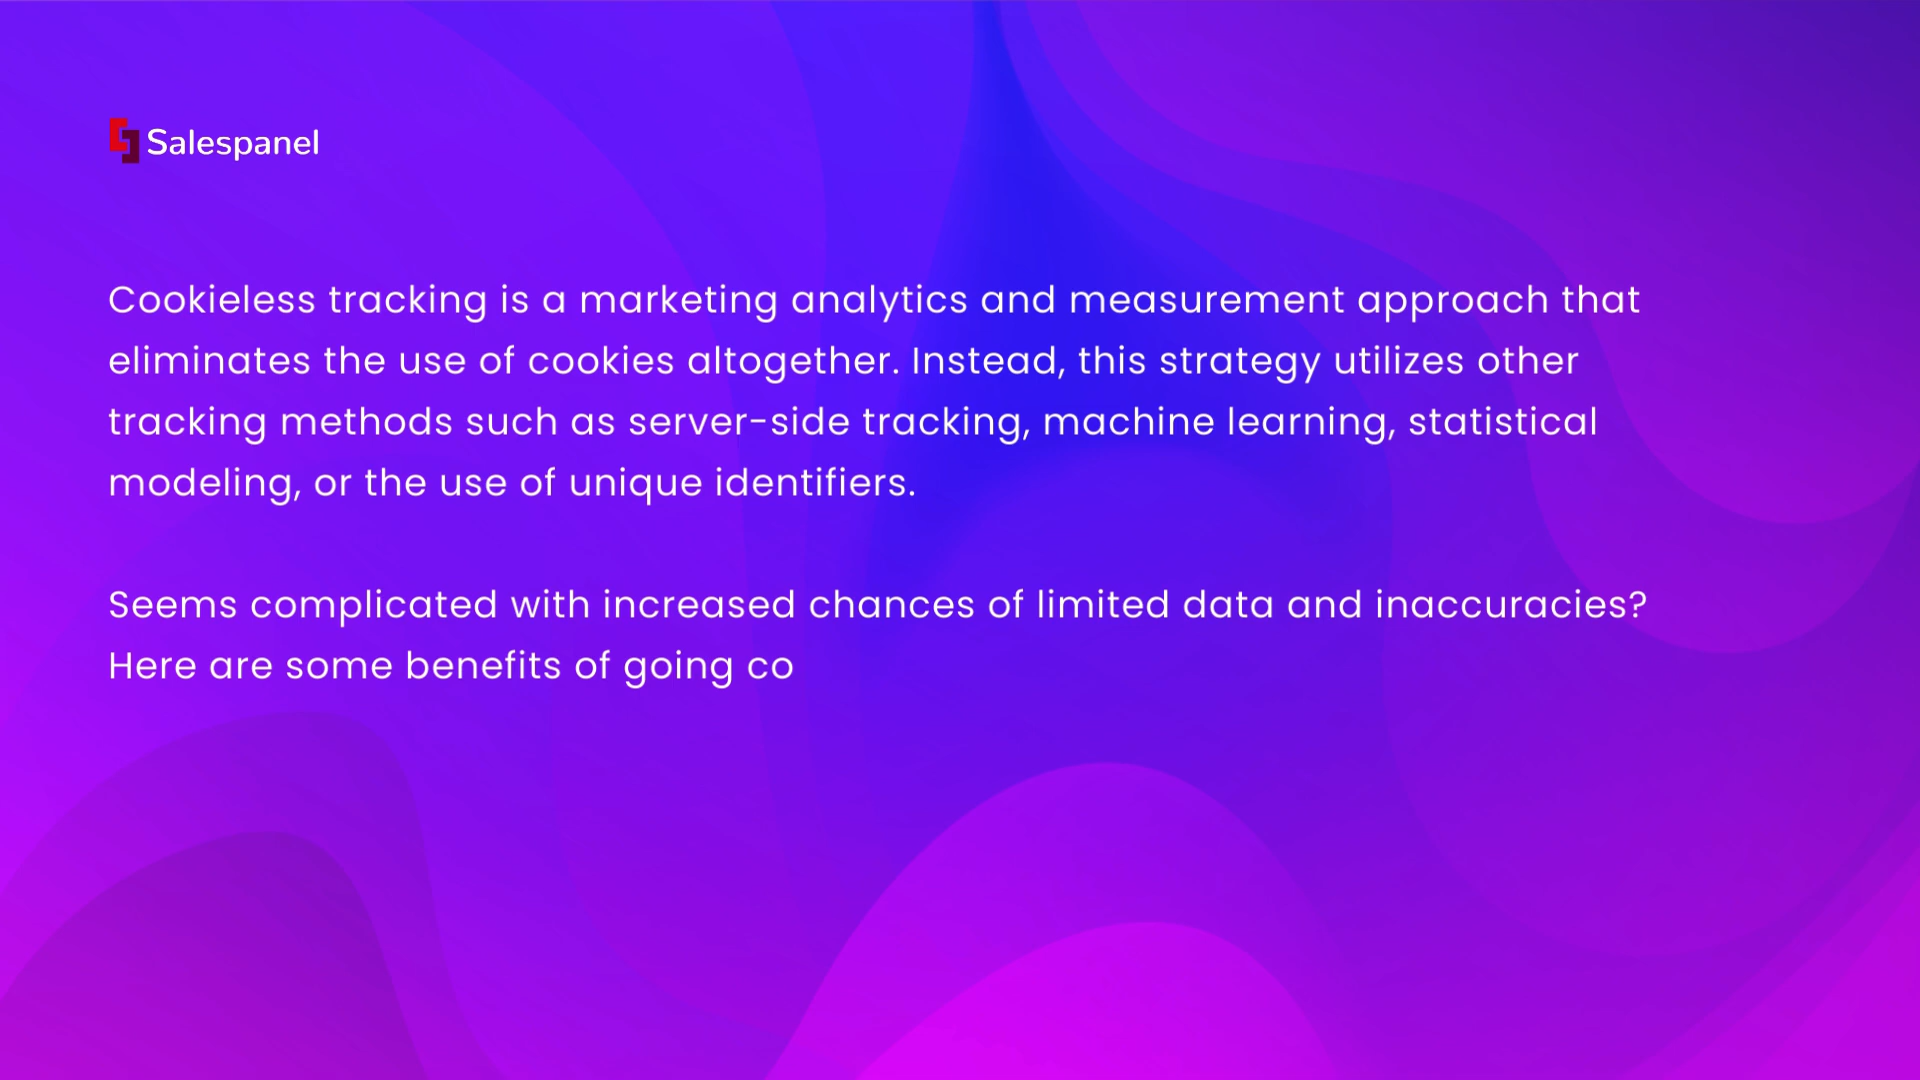 Salespanel
Cookieless tracking is a marketing analytics and measurement approach that
eliminates the use of cookies altogether. Instead, this strategy utilizes other
tracking methods such as server-side tracking, machine learning, statistical
modeling, or the use of unique identifiers.
Seems complicated with increased chances of limited data and inaccuracies?
Here are some benefits of going co